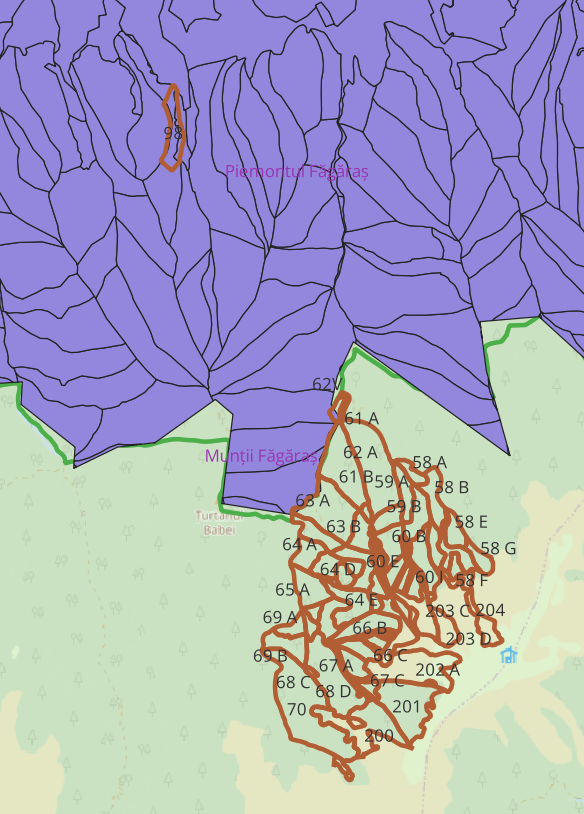 98
Piemontul Făgăraș
62V
61 A
62 A
Munții Făgăraș
58 A
61 B
59 A
58 B
63 A
59 B
Turtanul
Babei
63 B
58 E
64 A
60 B
58 G
60 E
64 D
60 I
58 F
65 A
64 E
203 C
204
69 A
66 B
203 D
69 B
66 C
67 A
202 A
68 C
67 C
68 D
70
201
200